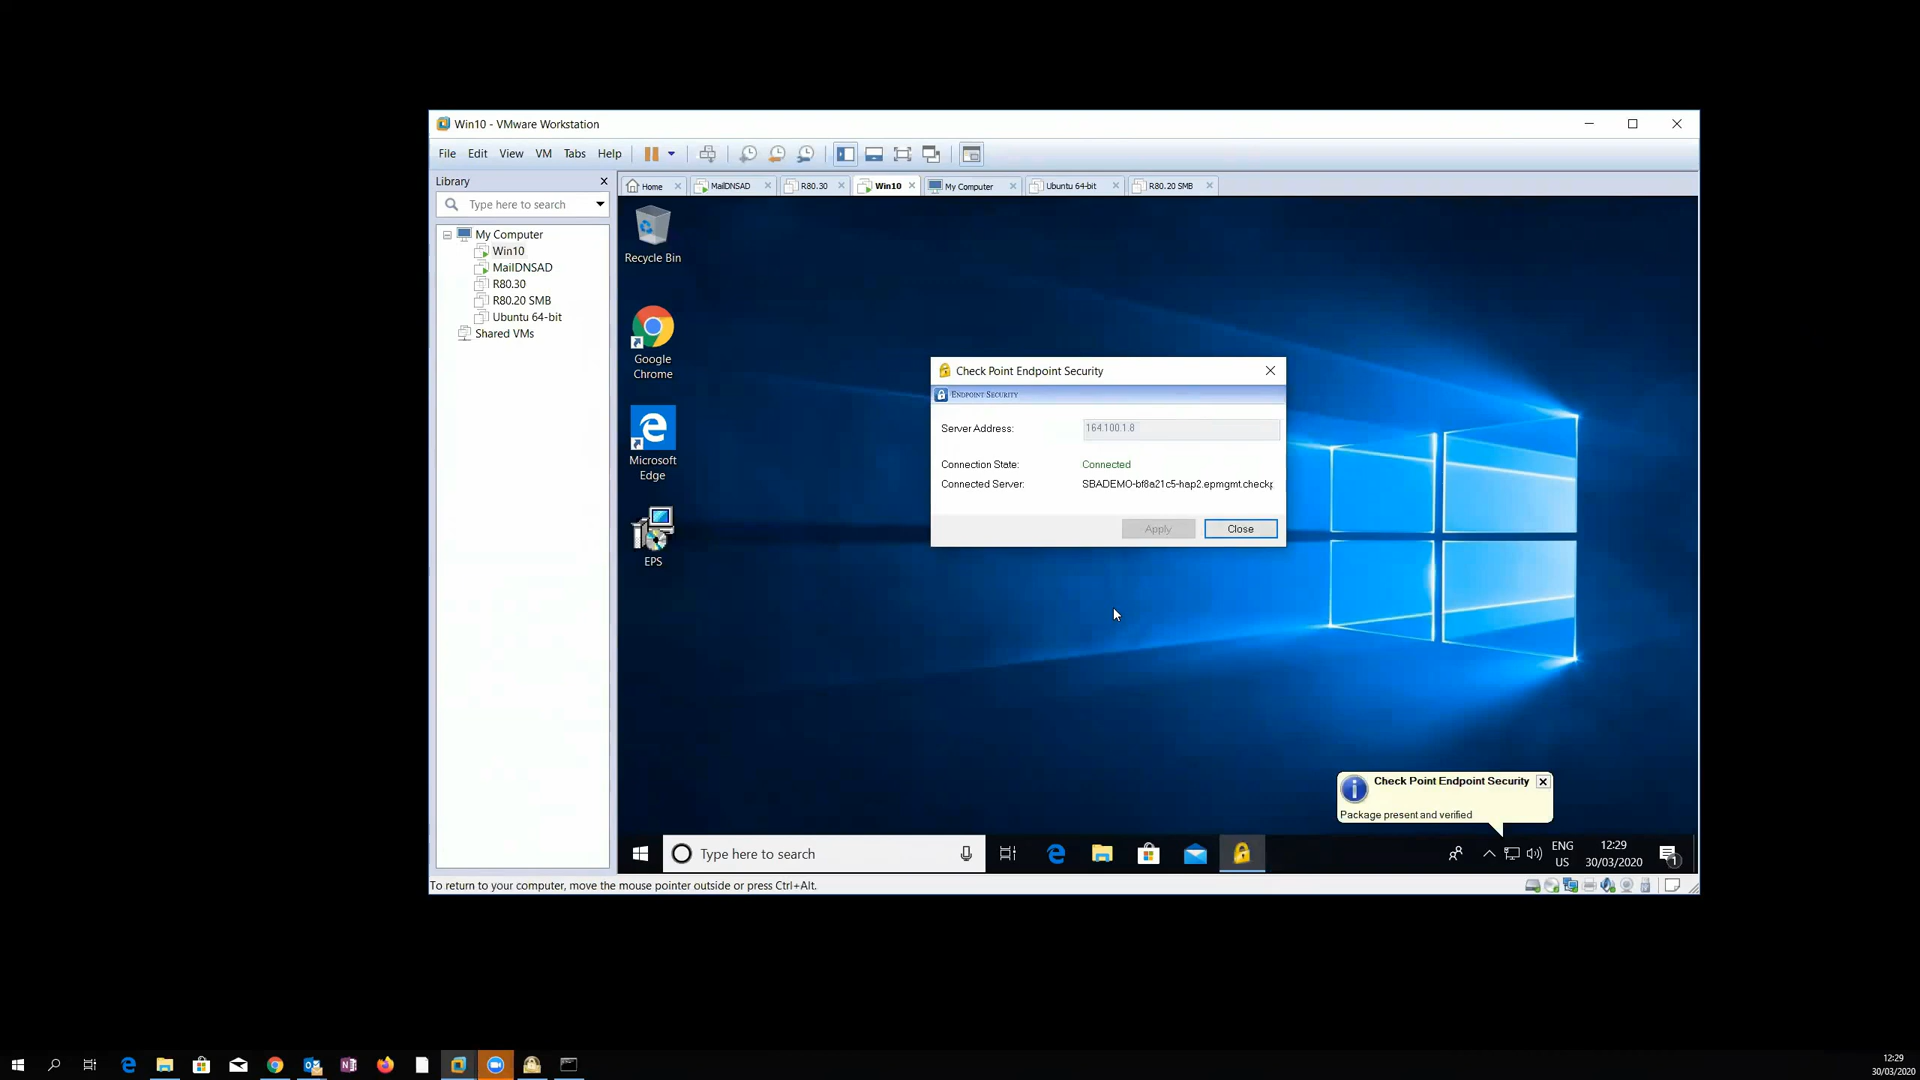 Win10 - VMware Workstation
File Edit View VM Tabs Help
Library
Type here to search
My Computer
Win10
MailDNSAD
R80.30
R80.20 SMB
Ubuntu 64-bit
Shared VMs
Home MailDNSAD R80.30 Win10 My Computer Ubuntu 64-bit R80.20 SMB
Recycle Bin
Google
Chrome
Microsoft
Edge
EPS
Check Point Endpoint Security
ENDPOINT SECURITY
Server Address: 164.100.1.8
Connection State: Connected
Connected Server: SBADEMO-bf8a21c5-hap2.epmgmt.checkp
Apply Close
Check Point Endpoint Security
Package present and verified
Type here to search
ENG
US
12:29
30/03/2020
1
To return to your computer, move the mouse pointer outside or press Ctrl+Alt.
12:29
30/03/2020